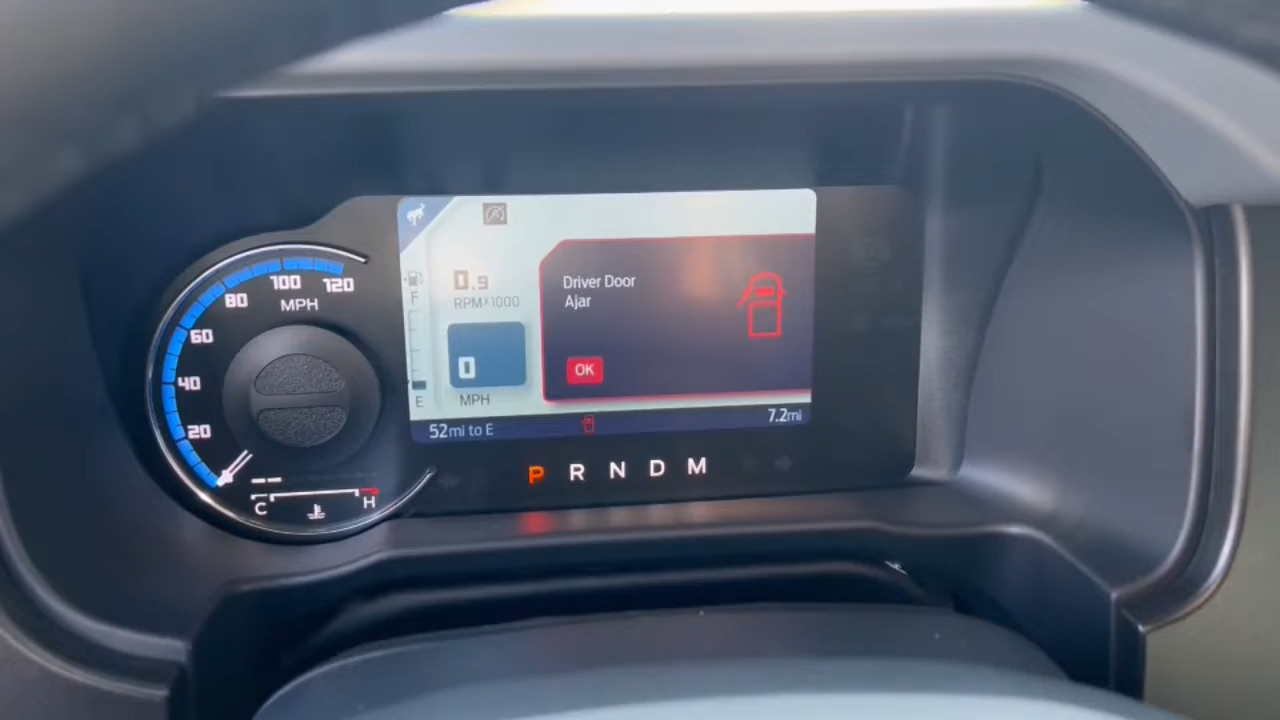 120
100
80
60
40
20
MPH
C
H
F
E
0.9
RPMX1000
0
MPH
Driver Door
Ajar
OK
52mi to E
7.2mi
P R N D M